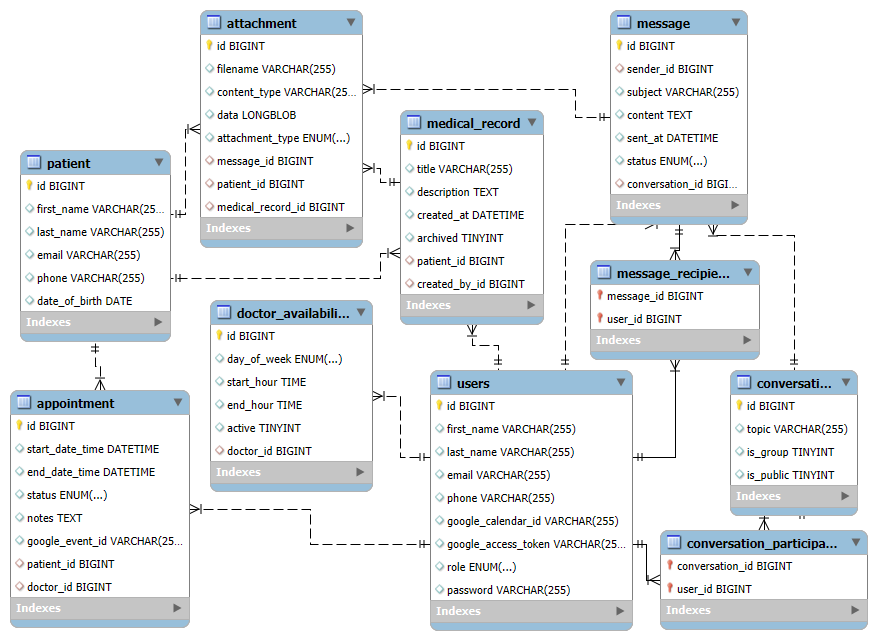 attachment
id BIGINT
filename VARCHAR(255)
content_type VARCHAR(25...
data LONGBLOB
attachment_type ENUM(...)
message_id BIGINT
patient_id BIGINT
medical_record_id BIGINT
Indexes
message
id BIGINT
sender_id BIGINT
subject VARCHAR(255)
content TEXT
sent_at DATETIME
status ENUM(...)
conversation_id BIGI...
Indexes
medical_record
id BIGINT
title VARCHAR(255)
description TEXT
created_at DATETIME
archived TINYINT
patient_id BIGINT
created_by_id BIGINT
Indexes
patient
id BIGINT
first_name VARCHAR(25...
last_name VARCHAR(255)
email VARCHAR(255)
phone VARCHAR(255)
date_of_birth DATE
Indexes
message_recipie...
message_id BIGINT
user_id BIGINT
Indexes
doctor_availabili...
id BIGINT
day_of_week ENUM(...)
start_hour TIME
end_hour TIME
active TINYINT
doctor_id BIGINT
Indexes
users
id BIGINT
first_name VARCHAR(255)
last_name VARCHAR(255)
email VARCHAR(255)
phone VARCHAR(255)
google_calendar_id VARCHAR(255)
google_access_token VARCHAR(25...
role ENUM(...)
password VARCHAR(255)
Indexes
conversati...
id BIGINT
topic VARCHAR(255)
is_group TINYINT
is_public TINYINT
Indexes
appointment
id BIGINT
start_date_time DATETIME
end_date_time DATETIME
status ENUM(...)
notes TEXT
google_event_id VARCHAR(25...
patient_id BIGINT
doctor_id BIGINT
Indexes
conversation_participa...
conversation_id BIGINT
user_id BIGINT
Indexes